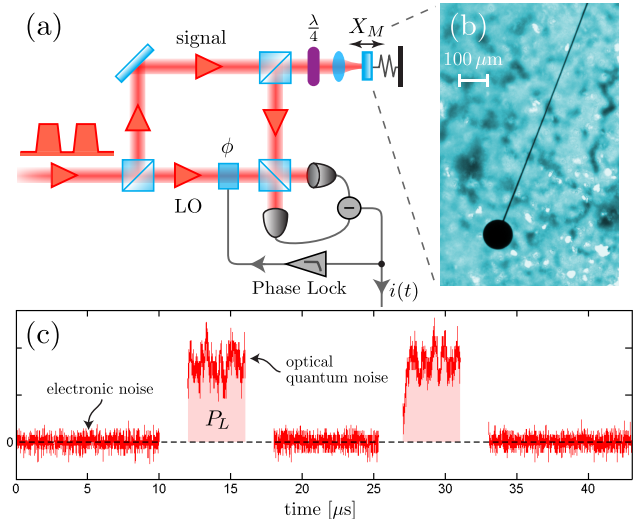 (a)
signal
λ/4
X_M
(b)
100 μm
ϕ
LO
−
Phase Lock
i(t)
(c)
optical
quantum noise
electronic noise
P_L
0
0 5 10 15 20 25 30 35 40
time [μs]